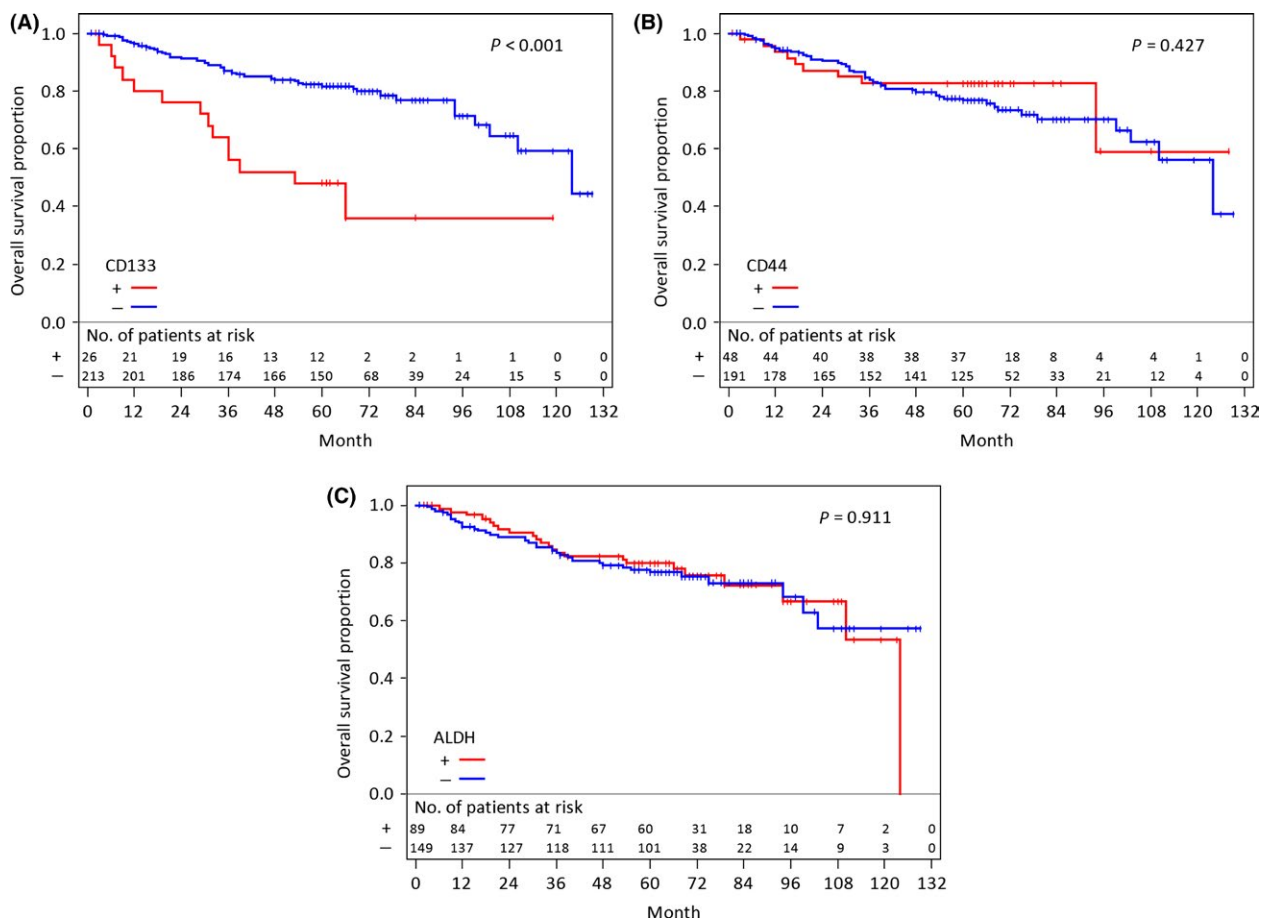 (A)
P < 0.001
Overall survival proportion
1.0
0.8
0.6
0.4
0.2
0.0
CD133
+
—
No. of patients at risk
+ 26 21 19 16 13 12 2 2 1 1 0 0
— 213 201 186 174 166 150 68 39 24 15 5 0
0 12 24 36 48 60 72 84 96 108 120 132
Month
(B)
P = 0.427
Overall survival proportion
1.0
0.8
0.6
0.4
0.2
0.0
CD44
+
—
No. of patients at risk
+ 48 44 40 38 38 37 18 8 4 4 1 0
— 191 178 165 152 141 125 52 33 21 12 4 0
0 12 24 36 48 60 72 84 96 108 120 132
Month
(C)
P = 0.911
Overall survival proportion
1.0
0.8
0.6
0.4
0.2
0.0
ALDH
+
—
No. of patients at risk
+ 89 84 77 71 67 60 31 18 10 7 2 0
— 149 137 127 118 111 101 38 22 14 9 3 0
0 12 24 36 48 60 72 84 96 108 120 132
Month